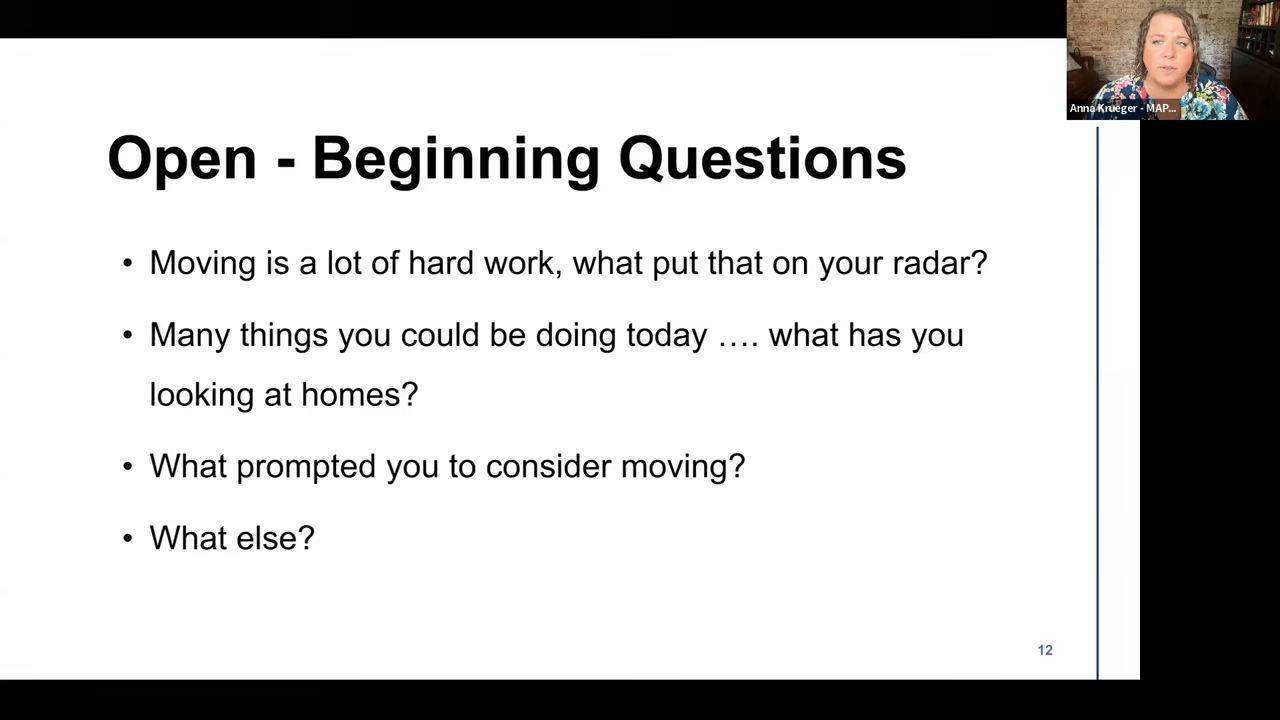 Anna Krueger - MAP...
Open - Beginning Questions
• Moving is a lot of hard work, what put that on your radar?
• Many things you could be doing today …. what has you
looking at homes?
• What prompted you to consider moving?
• What else?
12